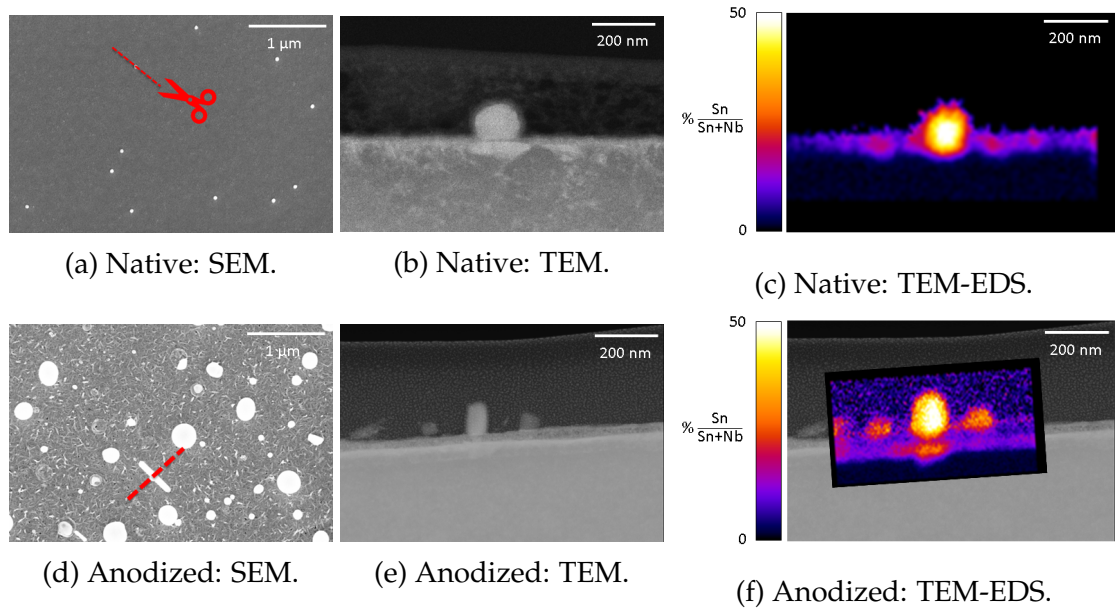 1 µm
200 nm
50
% Sn/Sn+Nb
0
200 nm
(a) Native: SEM.
(b) Native: TEM.
(c) Native: TEM-EDS.
1 µm
200 nm
50
% Sn/Sn+Nb
0
200 nm
(d) Anodized: SEM.
(e) Anodized: TEM.
(f) Anodized: TEM-EDS.